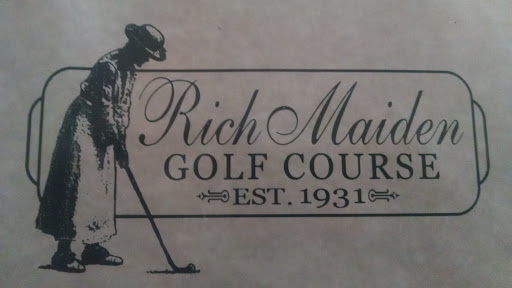 Rich Maiden
GOLF COURSE
EST. 1931